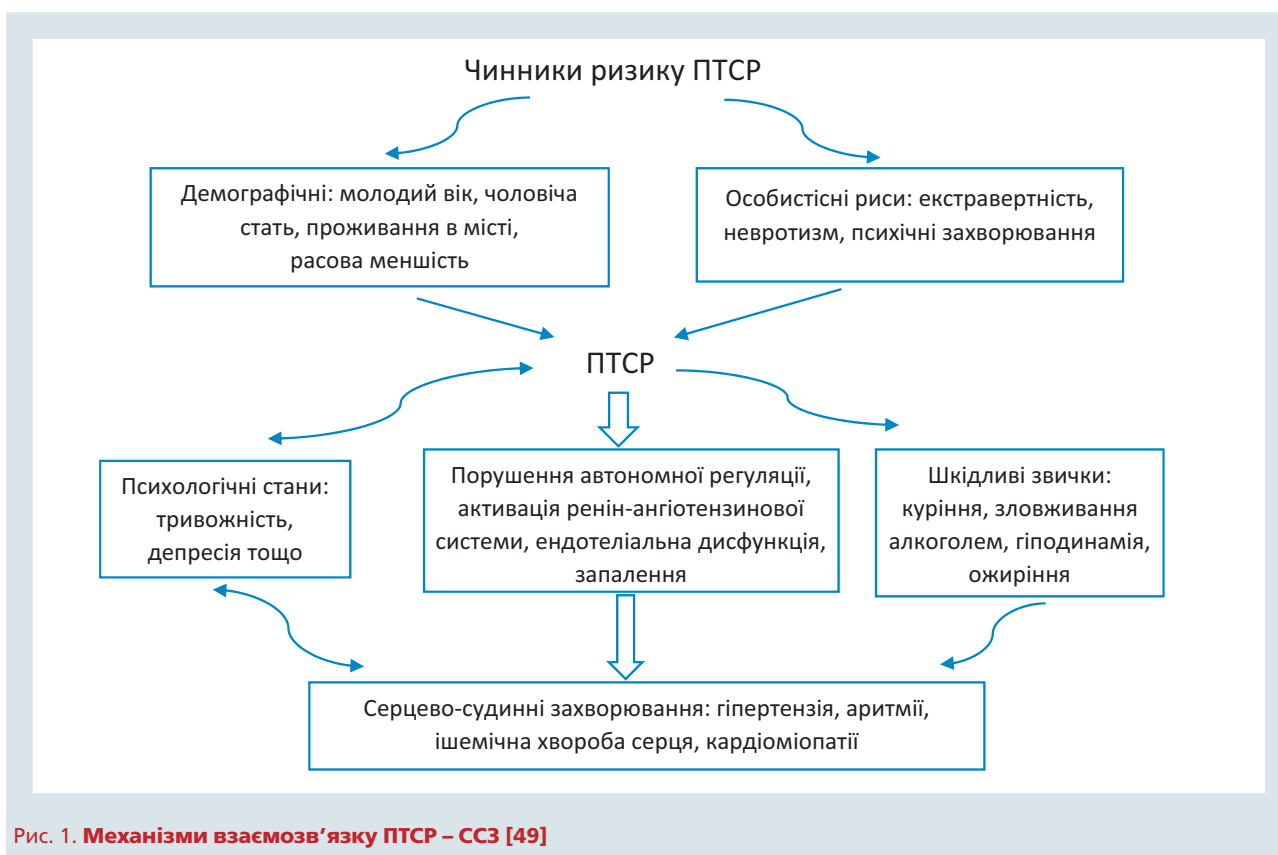 Чинники ризику ПТСР
Демографічні: молодий вік, чоловіча
стать, проживання в місті,
расова меншість
Особистісні риси: екстравертність,
невротизм, психічні захворювання
ПТСР
Психологічні стани:
тривожність,
депресія тощо
Порушення автономної регуляції,
активація ренін-ангіотензинової
системи, ендотеліальна дисфункція,
запалення
Шкідливі звички:
куріння, зловживання
алкоголем, гіподинамія,
ожиріння
Серцево-судинні захворювання: гіпертензія, аритмії,
ішемічна хвороба серця, кардіоміопатії
Рис. 1. Механізми взаємозв’язку ПТСР – ССЗ [49]